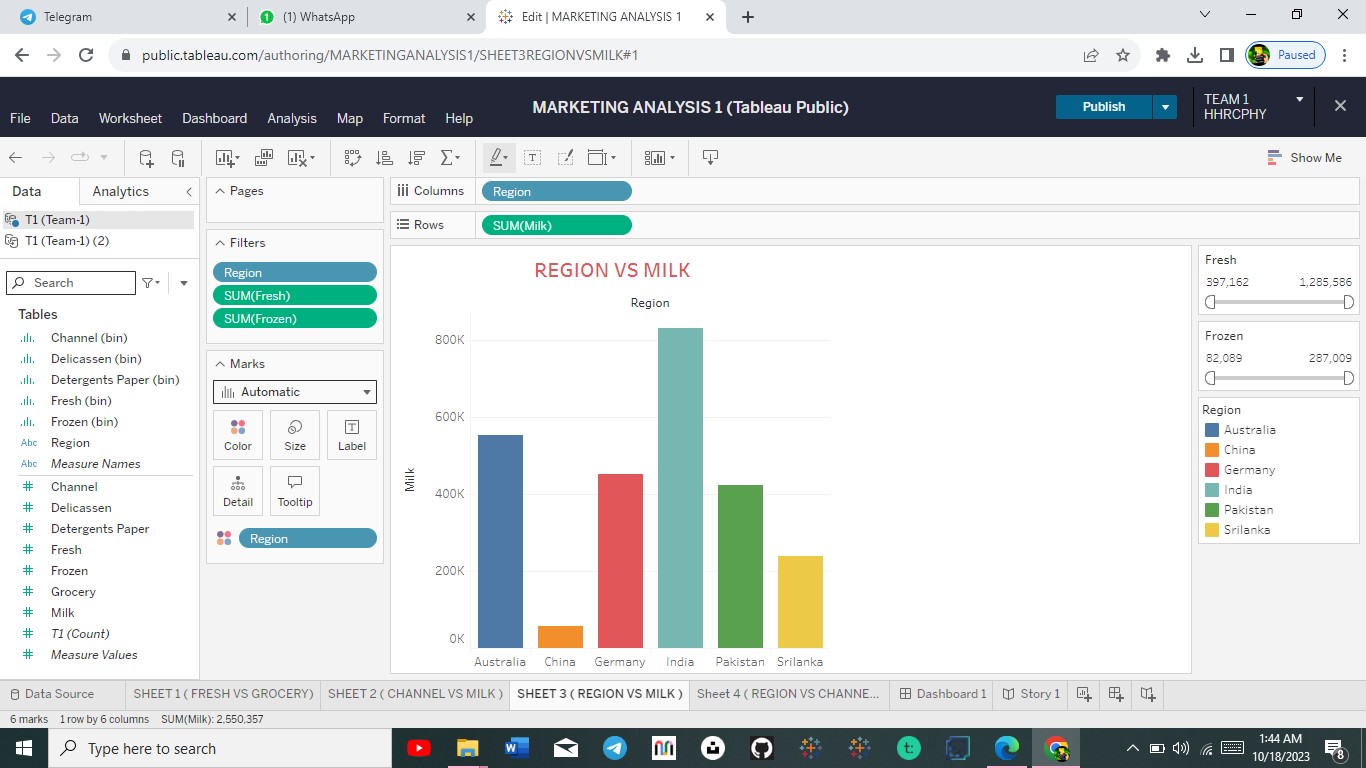 Telegram
(1) WhatsApp
Edit | MARKETING ANALYSIS 1
public.tableau.com/authoring/MARKETINGANALYSIS1/SHEET3REGIONVSMILK#1
Paused
MARKETING ANALYSIS 1 (Tableau Public)
Publish
TEAM 1
HHRCPHY
File Data Worksheet Dashboard Analysis Map Format Help
Show Me
Data Analytics
Pages
Columns Region
T1 (Team-1)
Rows SUM(Milk)
T1 (Team-1) (2)
Filters
Region
SUM(Fresh)
SUM(Frozen)
Search
Tables
Channel (bin)
Delicassen (bin)
Detergents Paper (bin)
Fresh (bin)
Frozen (bin)
Abc Region
Abc Measure Names
# Channel
# Delicassen
# Detergents Paper
# Fresh
# Frozen
# Grocery
# Milk
# T1 (Count)
# Measure Values
Marks
Automatic
Color Size Label
Detail Tooltip
Region
REGION VS MILK
Region
800K
600K
400K
200K
0K
Milk
Australia China Germany India Pakistan Srilanka
Fresh
397,162 1,285,586
Frozen
82,089 287,009
Region
Australia
China
Germany
India
Pakistan
Srilanka
Data Source SHEET 1 ( FRESH VS GROCERY) SHEET 2 ( CHANNEL VS MILK ) SHEET 3 ( REGION VS MILK ) Sheet 4 ( REGION VS CHANNE... Dashboard 1 Story 1
6 marks 1 row by 6 columns SUM(Milk): 2,550,357
Type here to search
1:44 AM
10/18/2023
8